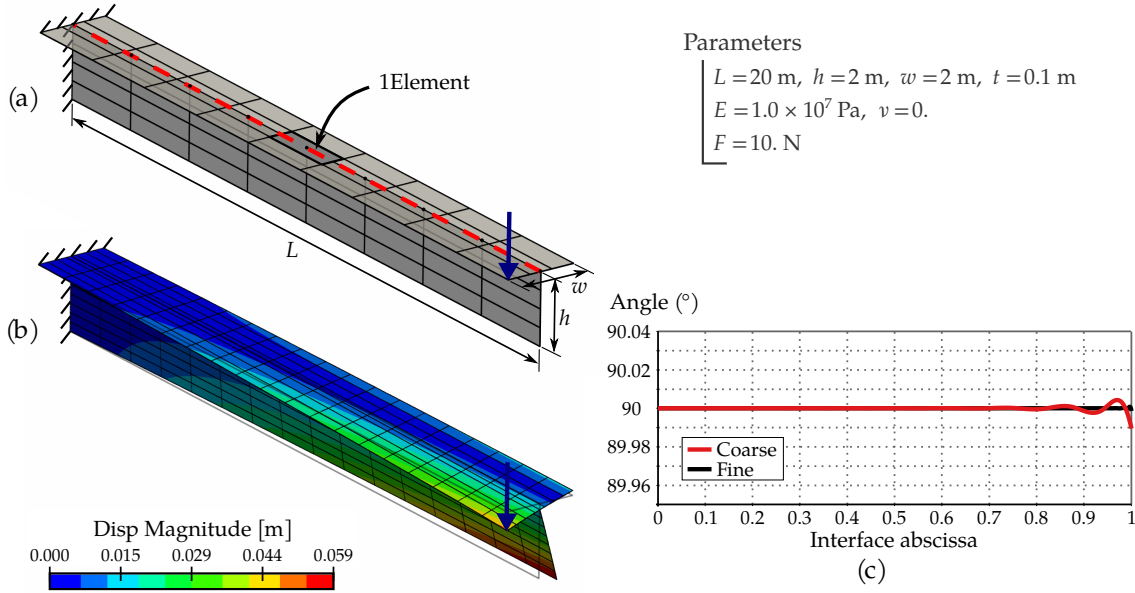 (a)
1Element
L
w
h
Parameters
L = 20 m, h = 2 m, w = 2 m, t = 0.1 m
E = 1.0 × 10⁷ Pa, ν = 0.
F = 10. N
(b)
Disp Magnitude [m]
0.000 0.015 0.029 0.044 0.059
Angle (°)
90.04
90.02
90
89.98
89.96
Coarse
Fine
0 0.1 0.2 0.3 0.4 0.5 0.6 0.7 0.8 0.9 1
Interface abscissa
(c)